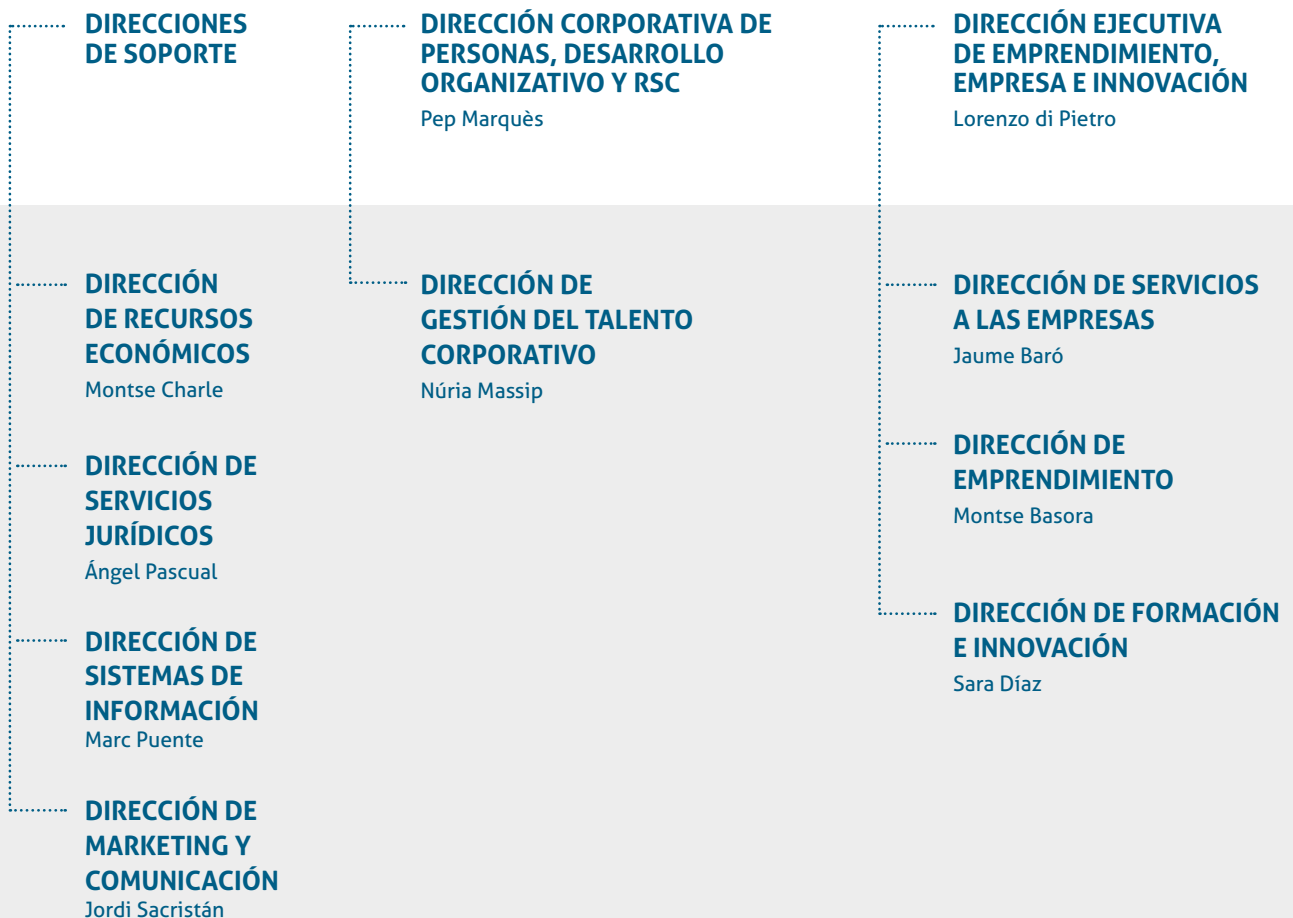 DIRECCIONES
DE SOPORTE
DIRECCIÓN
DE RECURSOS
ECONÓMICOS
Montse Charle
DIRECCIÓN DE
SERVICIOS
JURÍDICOS
Ángel Pascual
DIRECCIÓN DE
SISTEMAS DE
INFORMACIÓN
Marc Puente
DIRECCIÓN DE
MARKETING Y
COMUNICACIÓN
Jordi Sacristán
DIRECCIÓN CORPORATIVA DE
PERSONAS, DESARROLLO
ORGANIZATIVO Y RSC
Pep Marquès
DIRECCIÓN DE
GESTIÓN DEL TALENTO
CORPORATIVO
Núria Massip
DIRECCIÓN EJECUTIVA
DE EMPRENDIMIENTO,
EMPRESA E INNOVACIÓN
Lorenzo di Pietro
DIRECCIÓN DE SERVICIOS
A LAS EMPRESAS
Jaume Baró
DIRECCIÓN DE
EMPRENDIMIENTO
Montse Basora
DIRECCIÓN DE FORMACIÓN
E INNOVACIÓN
Sara Díaz